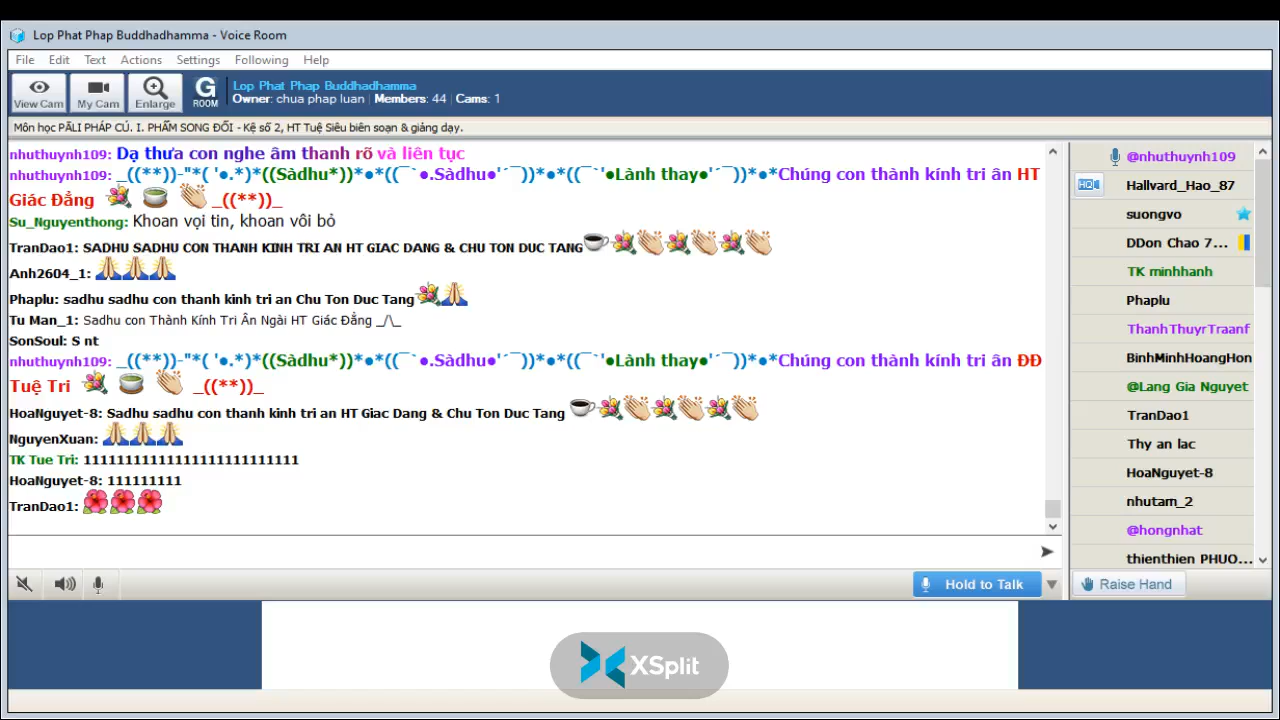 Lop Phat Phap Buddhadhamma - Voice Room
File Edit Text Actions Settings Following Help
View Cam My Cam Enlarge G ROOM
Lop Phat Phap Buddhadhamma
Owner: chua phap luan | Members: 44 | Cams: 1
Môn học PĀLI PHÁP CÚ. I. PHẨM SONG ĐỐI - Kệ số 2, HT Tuệ Siêu biên soạn & giảng dạy.
nhuthuynh109: Dạ thưa con nghe âm thanh rõ và liên tục
nhuthuynh109: _((**))-"*( '●.*)*((Sàdhu*))*●*((¯`●.Sàdhu●'´¯))*●*((¯`'●Lành thay●'´¯))*●*Chúng con thành kính tri ân HT
Giác Đẳng _((**))_
Su_Nguyenthong: Khoan vọi tin, khoan vôi bỏ
TranDao1: SADHU SADHU CON THANH KINH TRI AN HT GIAC DANG & CHU TON DUC TANG
Anh2604_1:
Phaplu: sadhu sadhu con thanh kinh tri an Chu Ton Duc Tang
Tu Man_1: Sadhu con Thành Kính Tri Ân Ngài HT Giác Đẳng _/\_
SonSoul: S nt
nhuthuynh109: _((**))-"*( '●.*)*((Sàdhu*))*●*((¯`●.Sàdhu●'´¯))*●*((¯`'●Lành thay●'´¯))*●*Chúng con thành kính tri ân ĐĐ
Tuệ Tri _((**))_
HoaNguyet-8: Sadhu sadhu con thanh kinh tri an HT Giac Dang & Chu Ton Duc Tang
NguyenXuan:
TK Tue Tri: 11111111111111111111111111
HoaNguyet-8: 111111111
TranDao1:
Hold to Talk
@nhuthuynh109
HQ
Hallvard_Hao_87
suongvo
DDon Chao 7...
TK minhhanh
Phaplu
ThanhThuyrTraanf
BinhMinhHoangHon
@Lang Gia Nguyet
TranDao1
Thy an lac
HoaNguyet-8
nhutam_2
@hongnhat
thienthien PHUO...
Raise Hand
XSplit